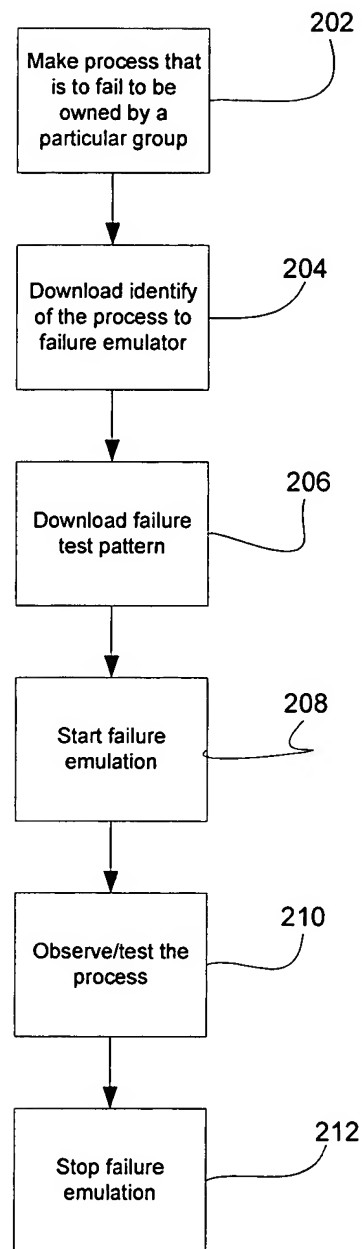 Make process that
is to fail to be
owned by a
particular group
202
Download identify
of the process to
failure emulator
204
Download failure
test pattern
206
Start failure
emulation
208
Observe/test the
process
210
Stop failure
emulation
212